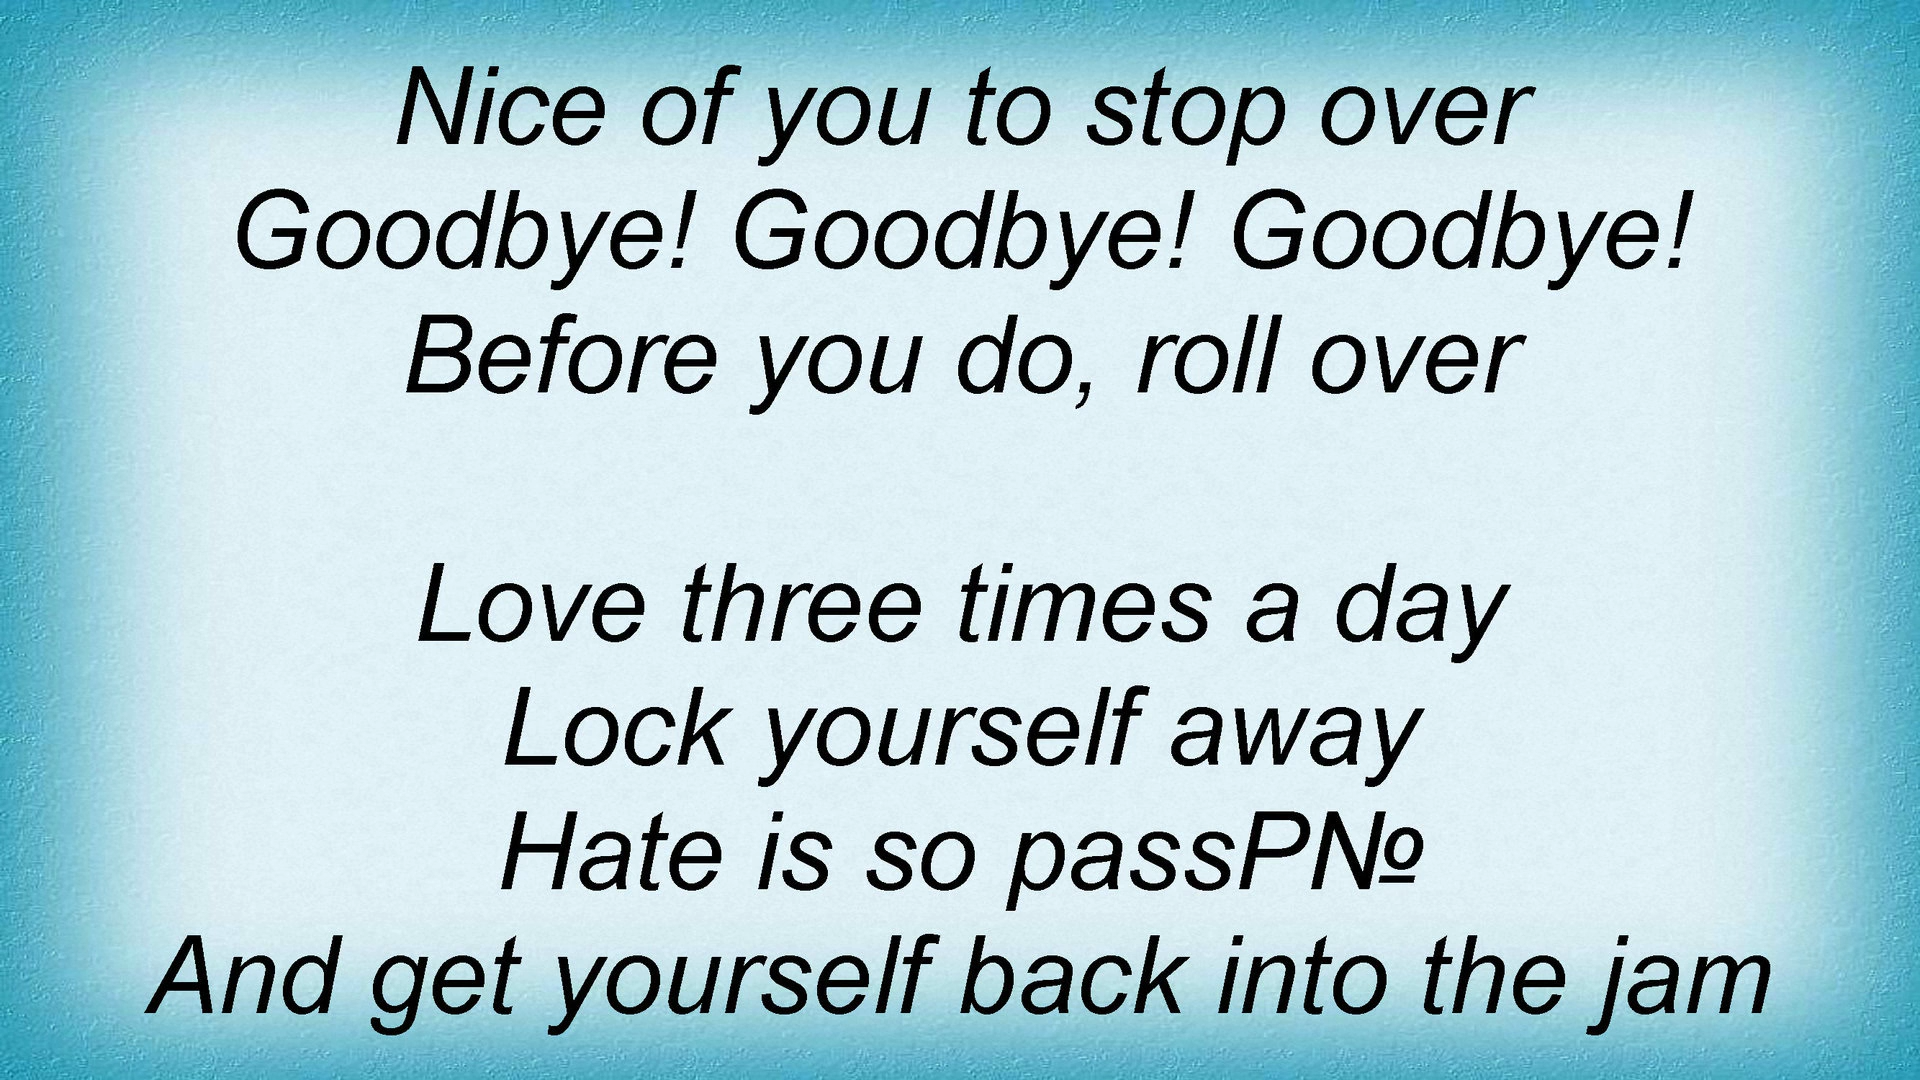 Nice of you to stop over
Goodbye! Goodbye! Goodbye!
Before you do, roll over
Love three times a day
Lock yourself away
Hate is so passPN№
And get yourself back into the jam